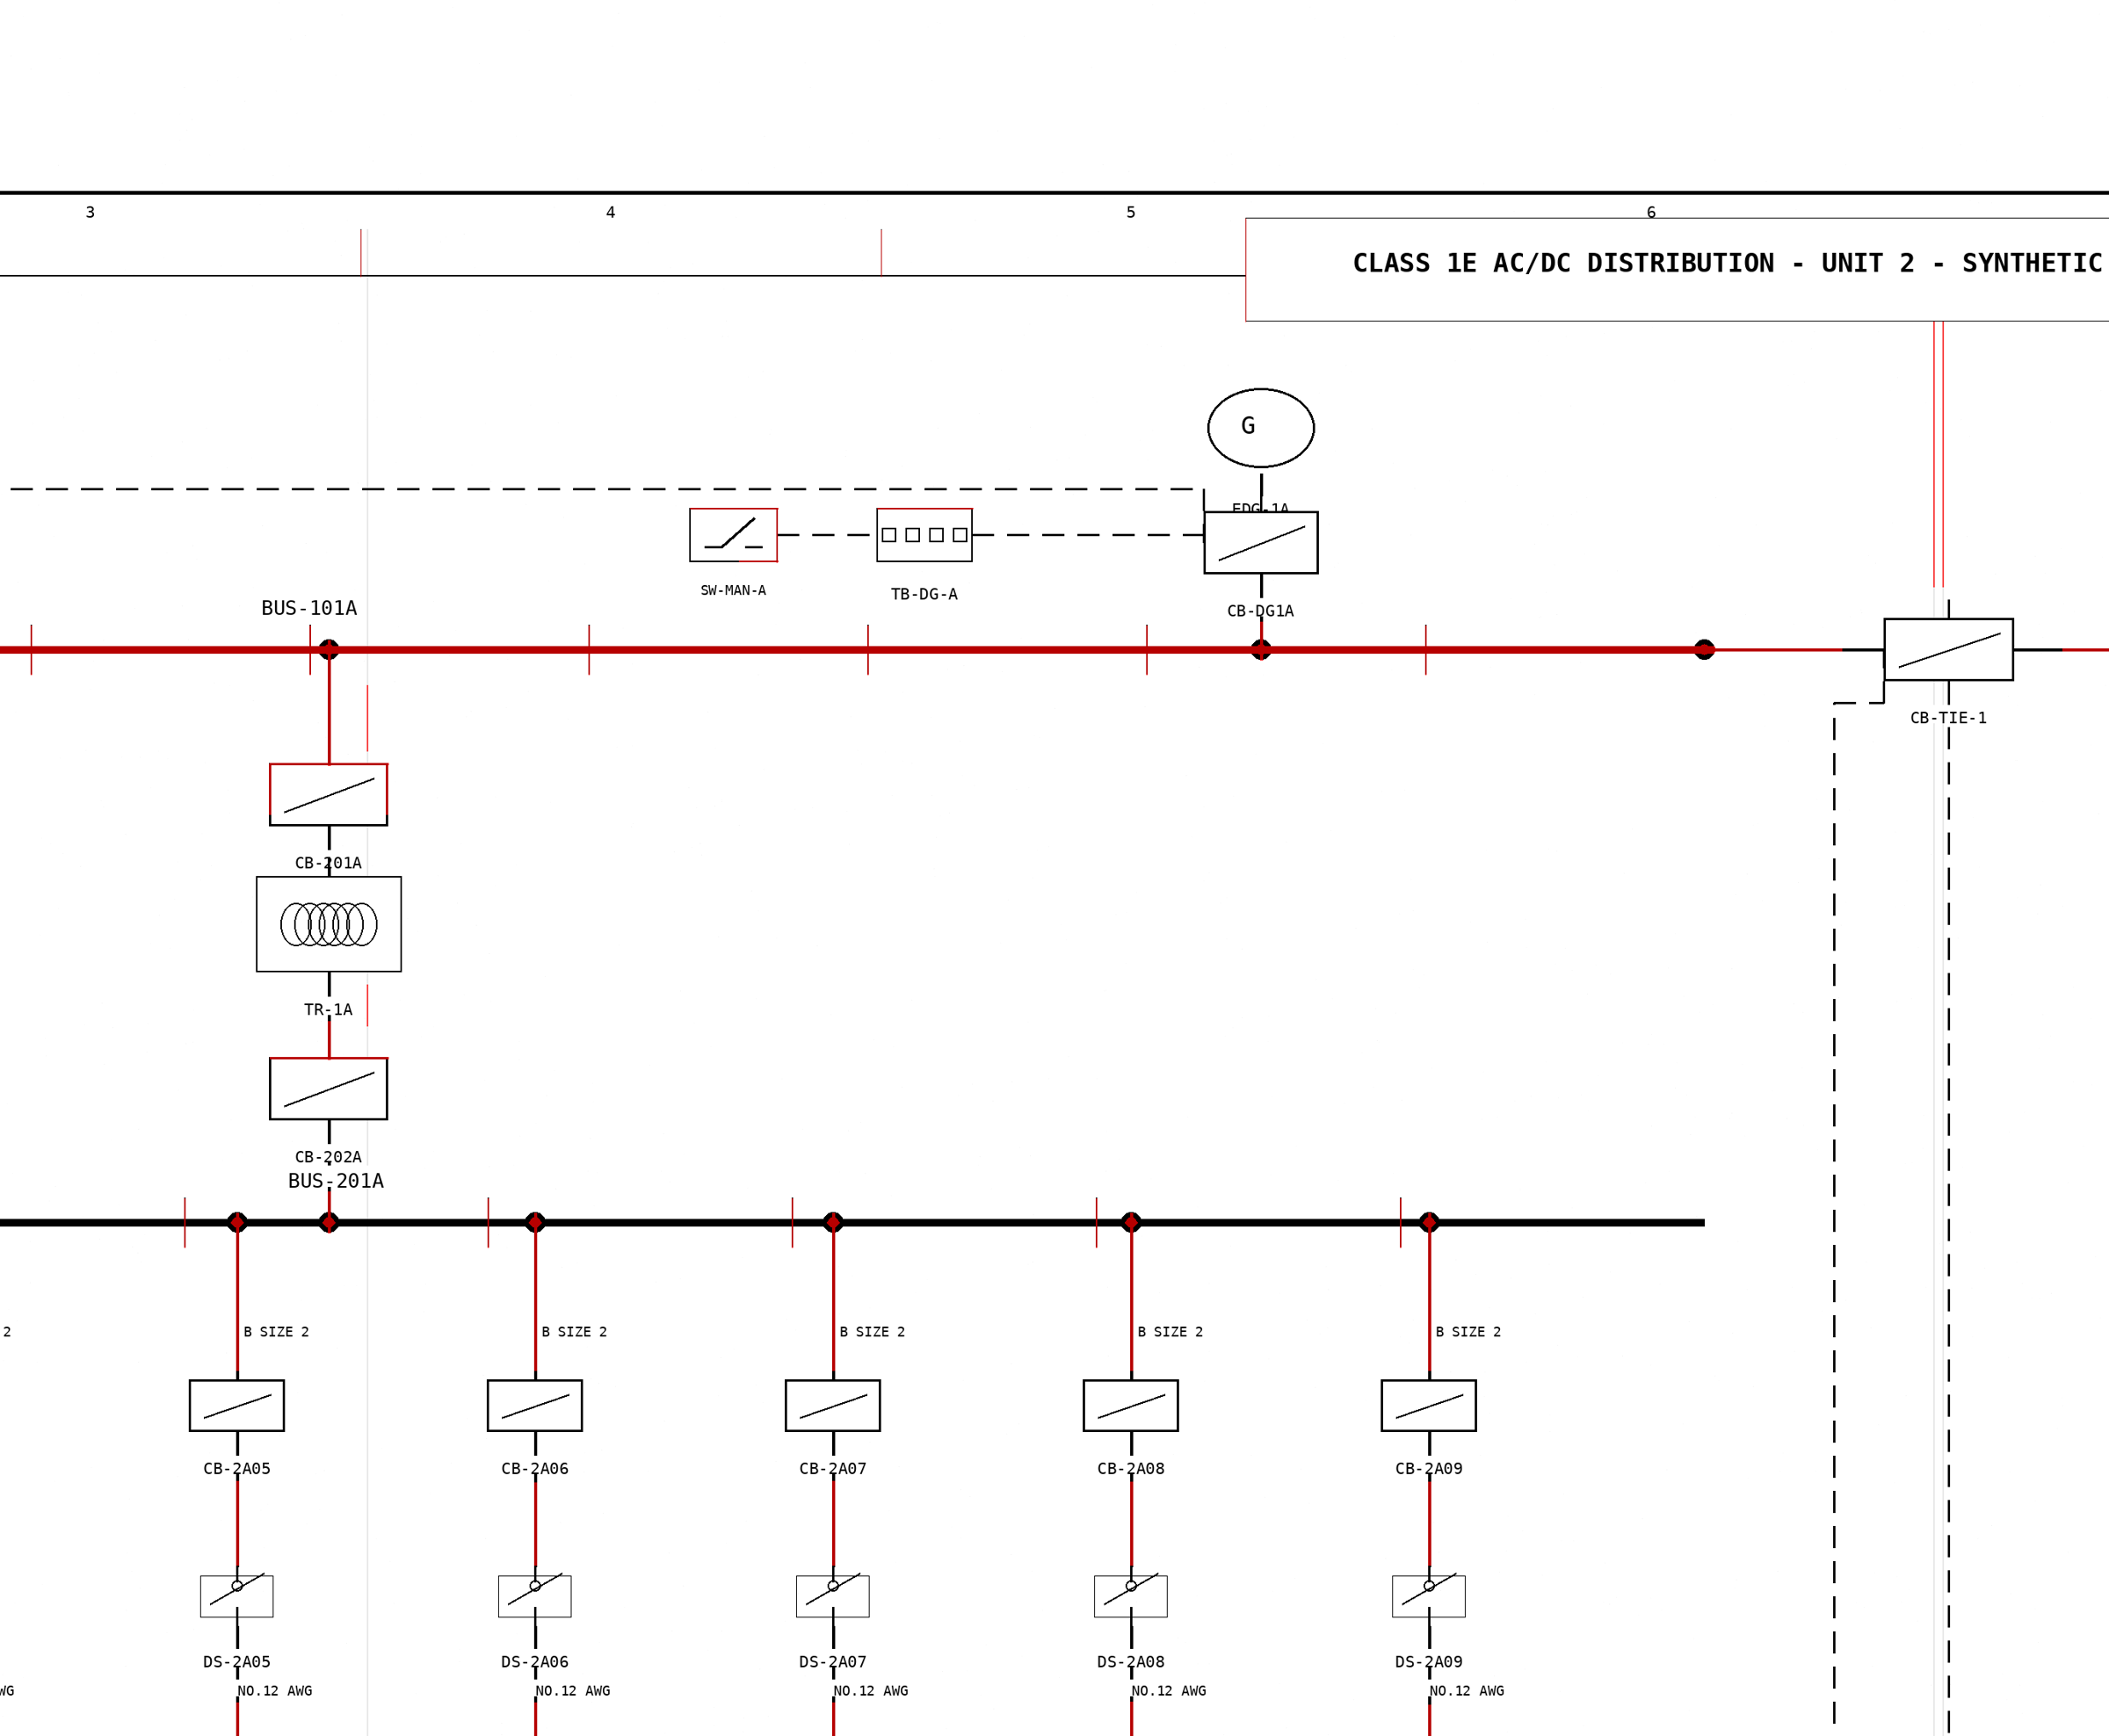 3 4 5 6
CLASS 1E AC/DC DISTRIBUTION - UNIT 2 - SYNTHETIC
G
EDG-1A
SW-MAN-A
TB-DG-A
BUS-101A
CB-DG1A
CB-TIE-1
CB-201A
TR-1A
CB-202A
BUS-201A
2 B SIZE 2 B SIZE 2 B SIZE 2 B SIZE 2 B SIZE 2
CB-2A05 CB-2A06 CB-2A07 CB-2A08 CB-2A09
DS-2A05 DS-2A06 DS-2A07 DS-2A08 DS-2A09
WG NO.12 AWG NO.12 AWG NO.12 AWG NO.12 AWG NO.12 AWG